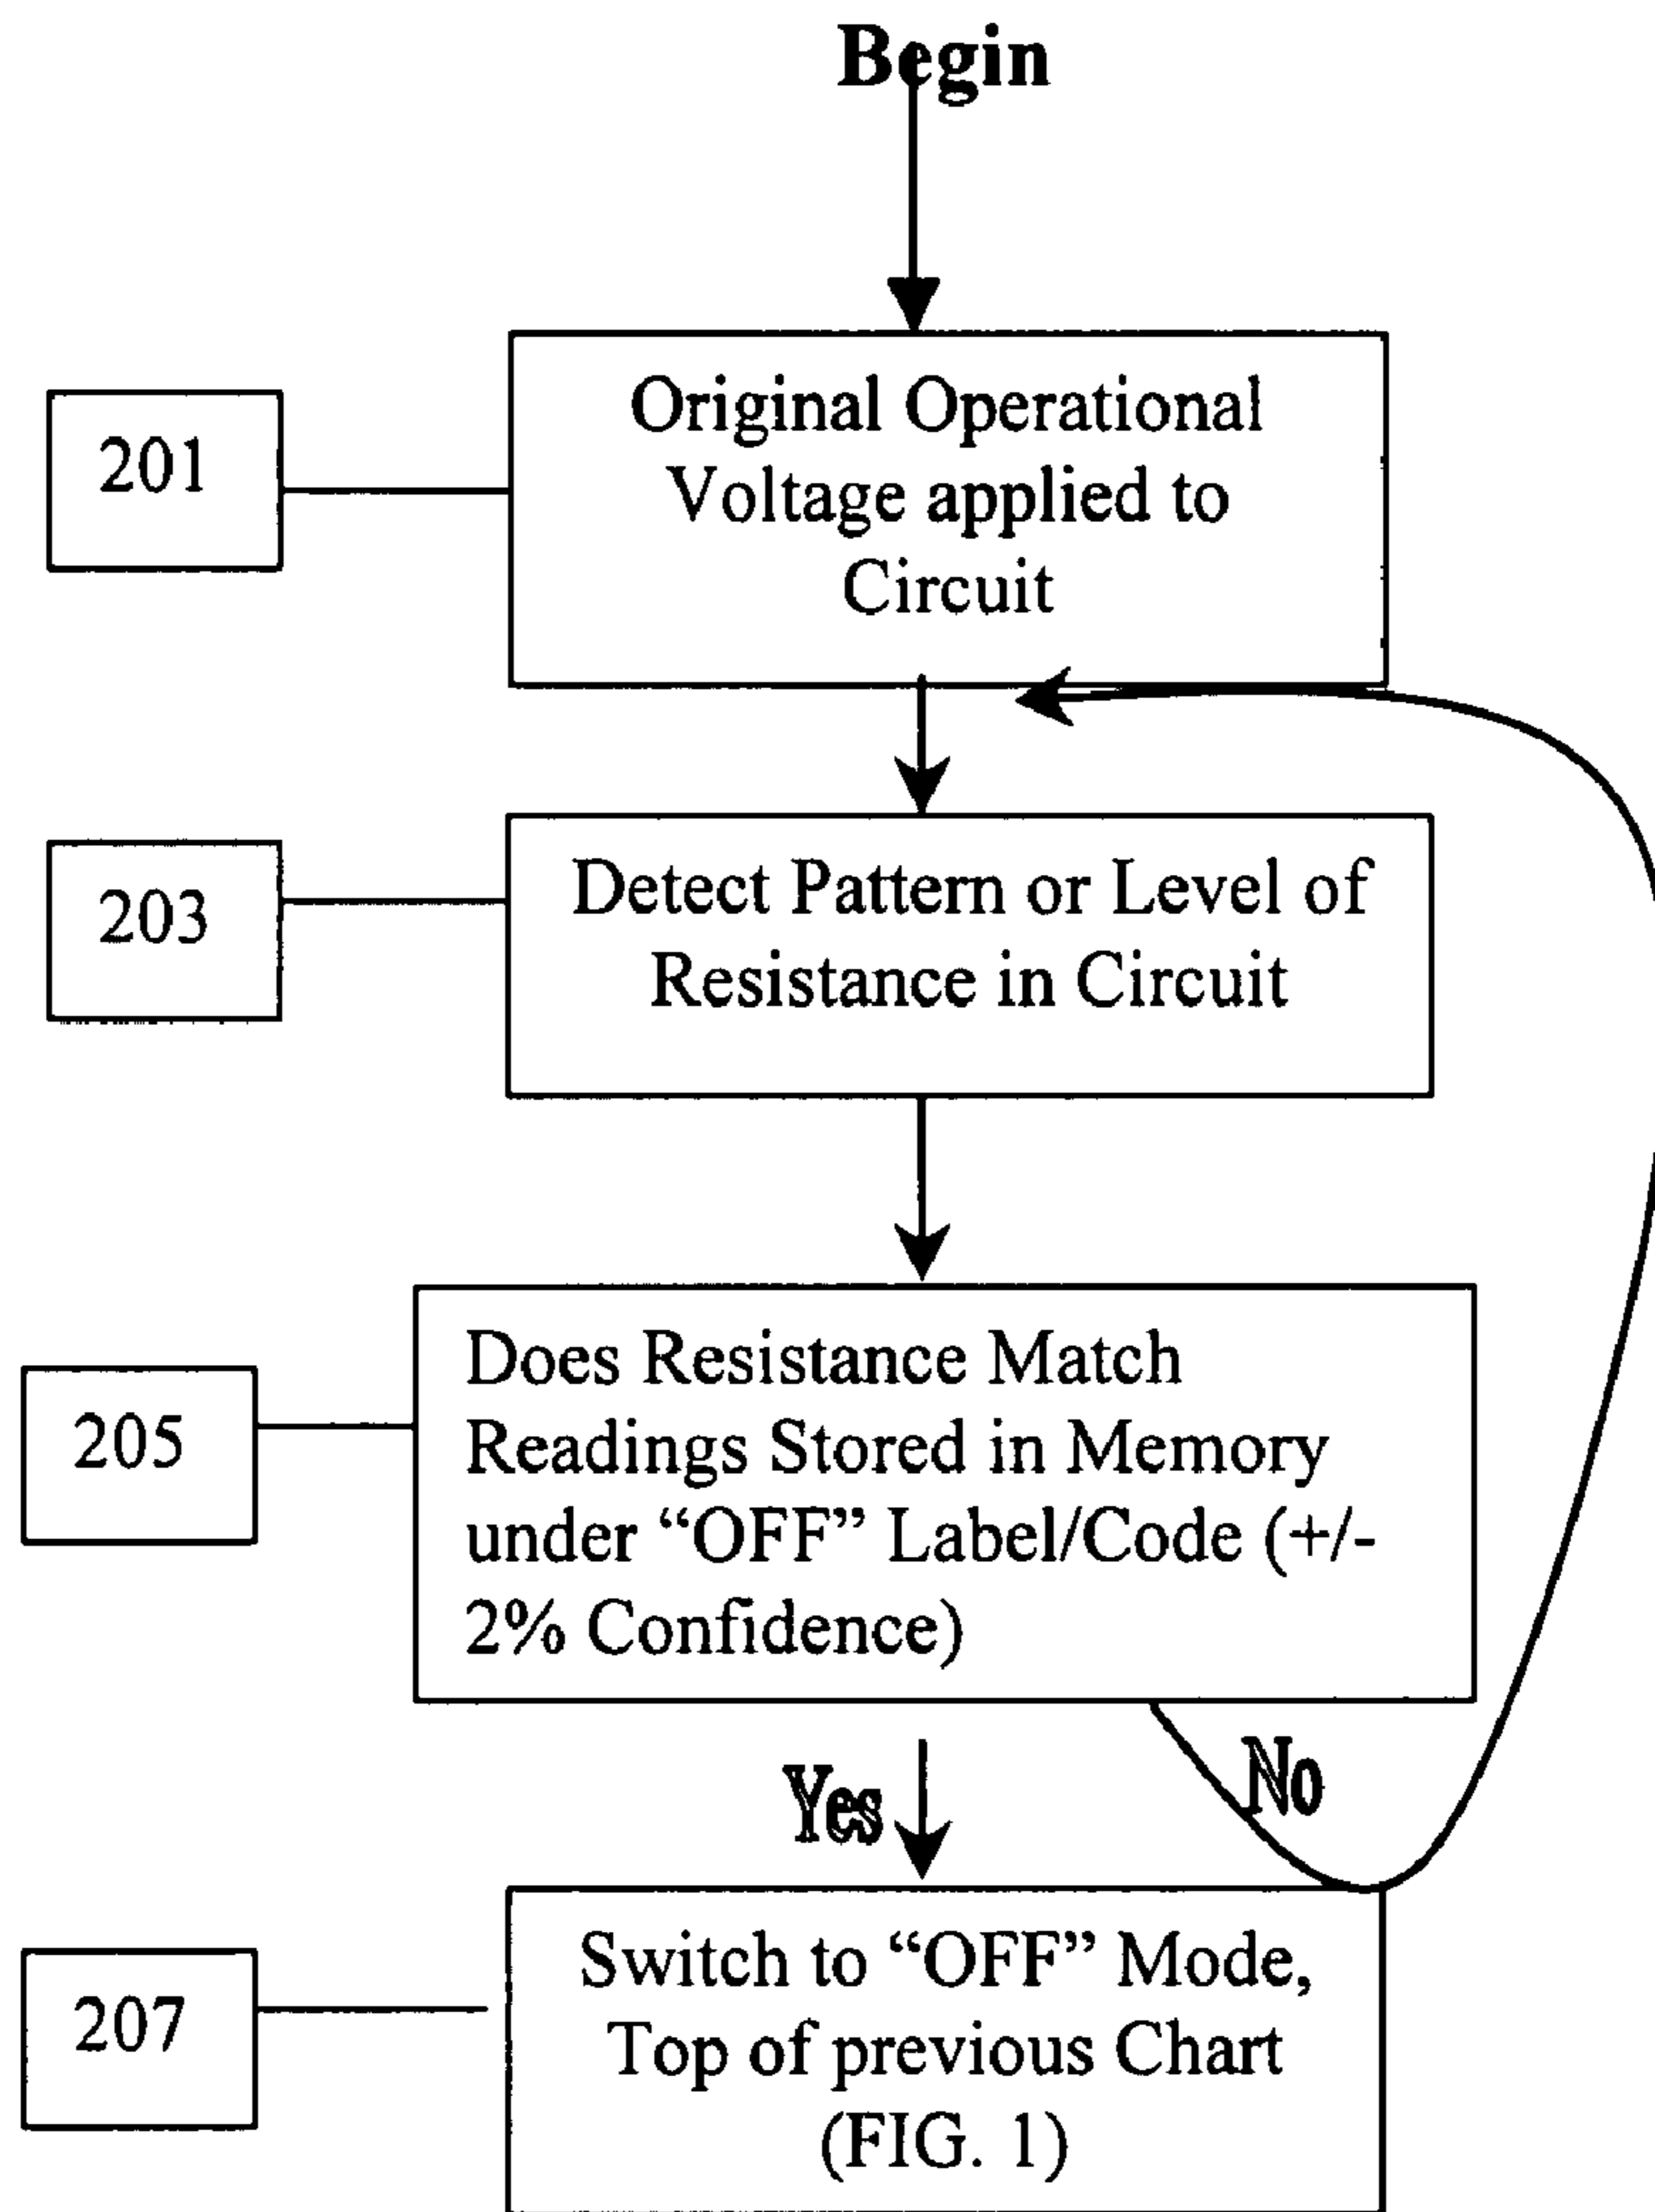 Begin
201
Original Operational
Voltage applied to
Circuit
203
Detect Pattern or Level of
Resistance in Circuit
205
Does Resistance Match
Readings Stored in Memory
under “OFF” Label/Code (+/-
2% Confidence)
Yes
No
207
Switch to “OFF” Mode,
Top of previous Chart
(FIG. 1)